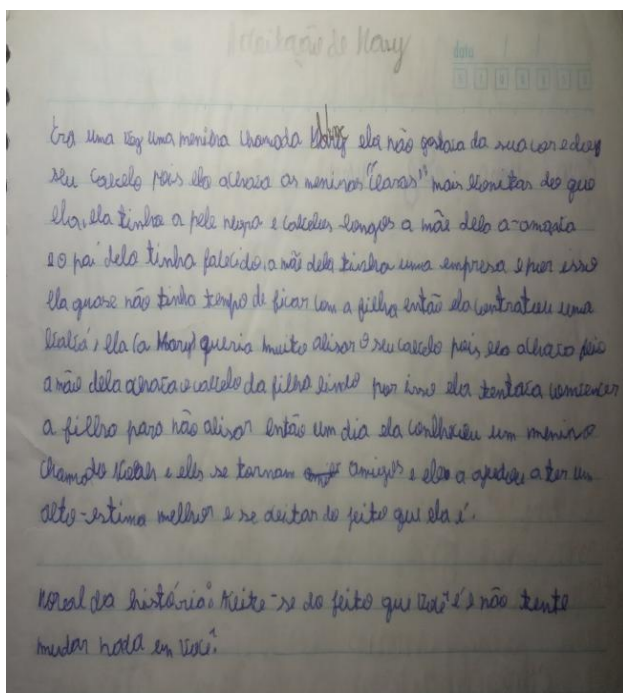 Aceitação de Mary
data
Era uma vez uma menina chamada Mary ela não gostava da sua cor e do
seu cabelo pois ela achava as meninas "claras" mais bonitas do que
ela, ela tinha a pele negra e cabelos longos a mãe dela a-amava
e o pai dela tinha falecido, a mãe dela tinha uma empresa e por isso
ela quase não tinha tempo de ficar com a filha então ela contratou uma
babá, ela (a Mary) queria muito alisar o seu cabelo pois ela achava feio
a mãe dela achava o cabelo da filha lindo por isso ela tentava convencer
a filha para não alisar então um dia ela conlheceu um menino
chamado e eles se tornam amigos e ele a ajudou a ter um
alto-estima melhor e se aceitar do jeito que ela é.
Moral da história: Aceite-se do jeito que você é e não tente
mudar nada em você.